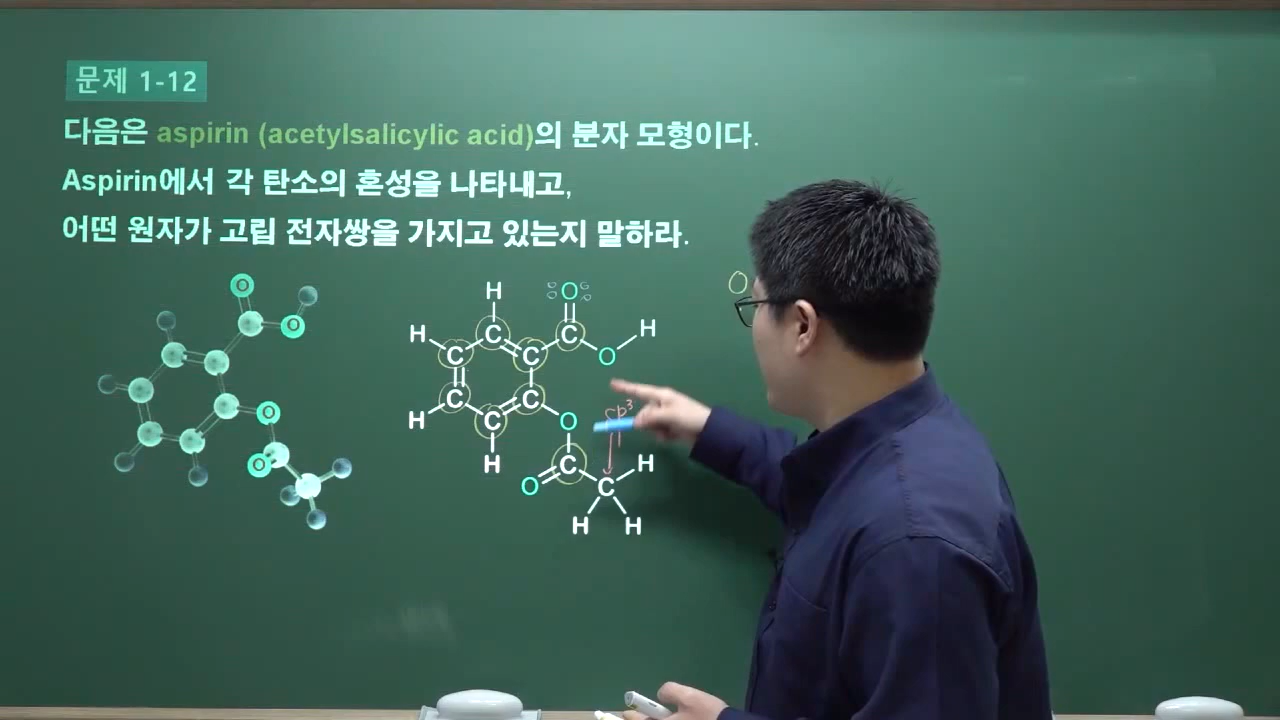 문제 1-12
다음은 aspirin (acetylsalicylic acid)의 분자 모형이다.
Aspirin에서 각 탄소의 혼성을 나타내고,
어떤 원자가 고립 전자쌍을 가지고 있는지 말하라.
O
O
O
O
H
O
H
C
H
C
C
O
H
C
C
C
H
C
O
sp³
H
C
O
C
H
H
H